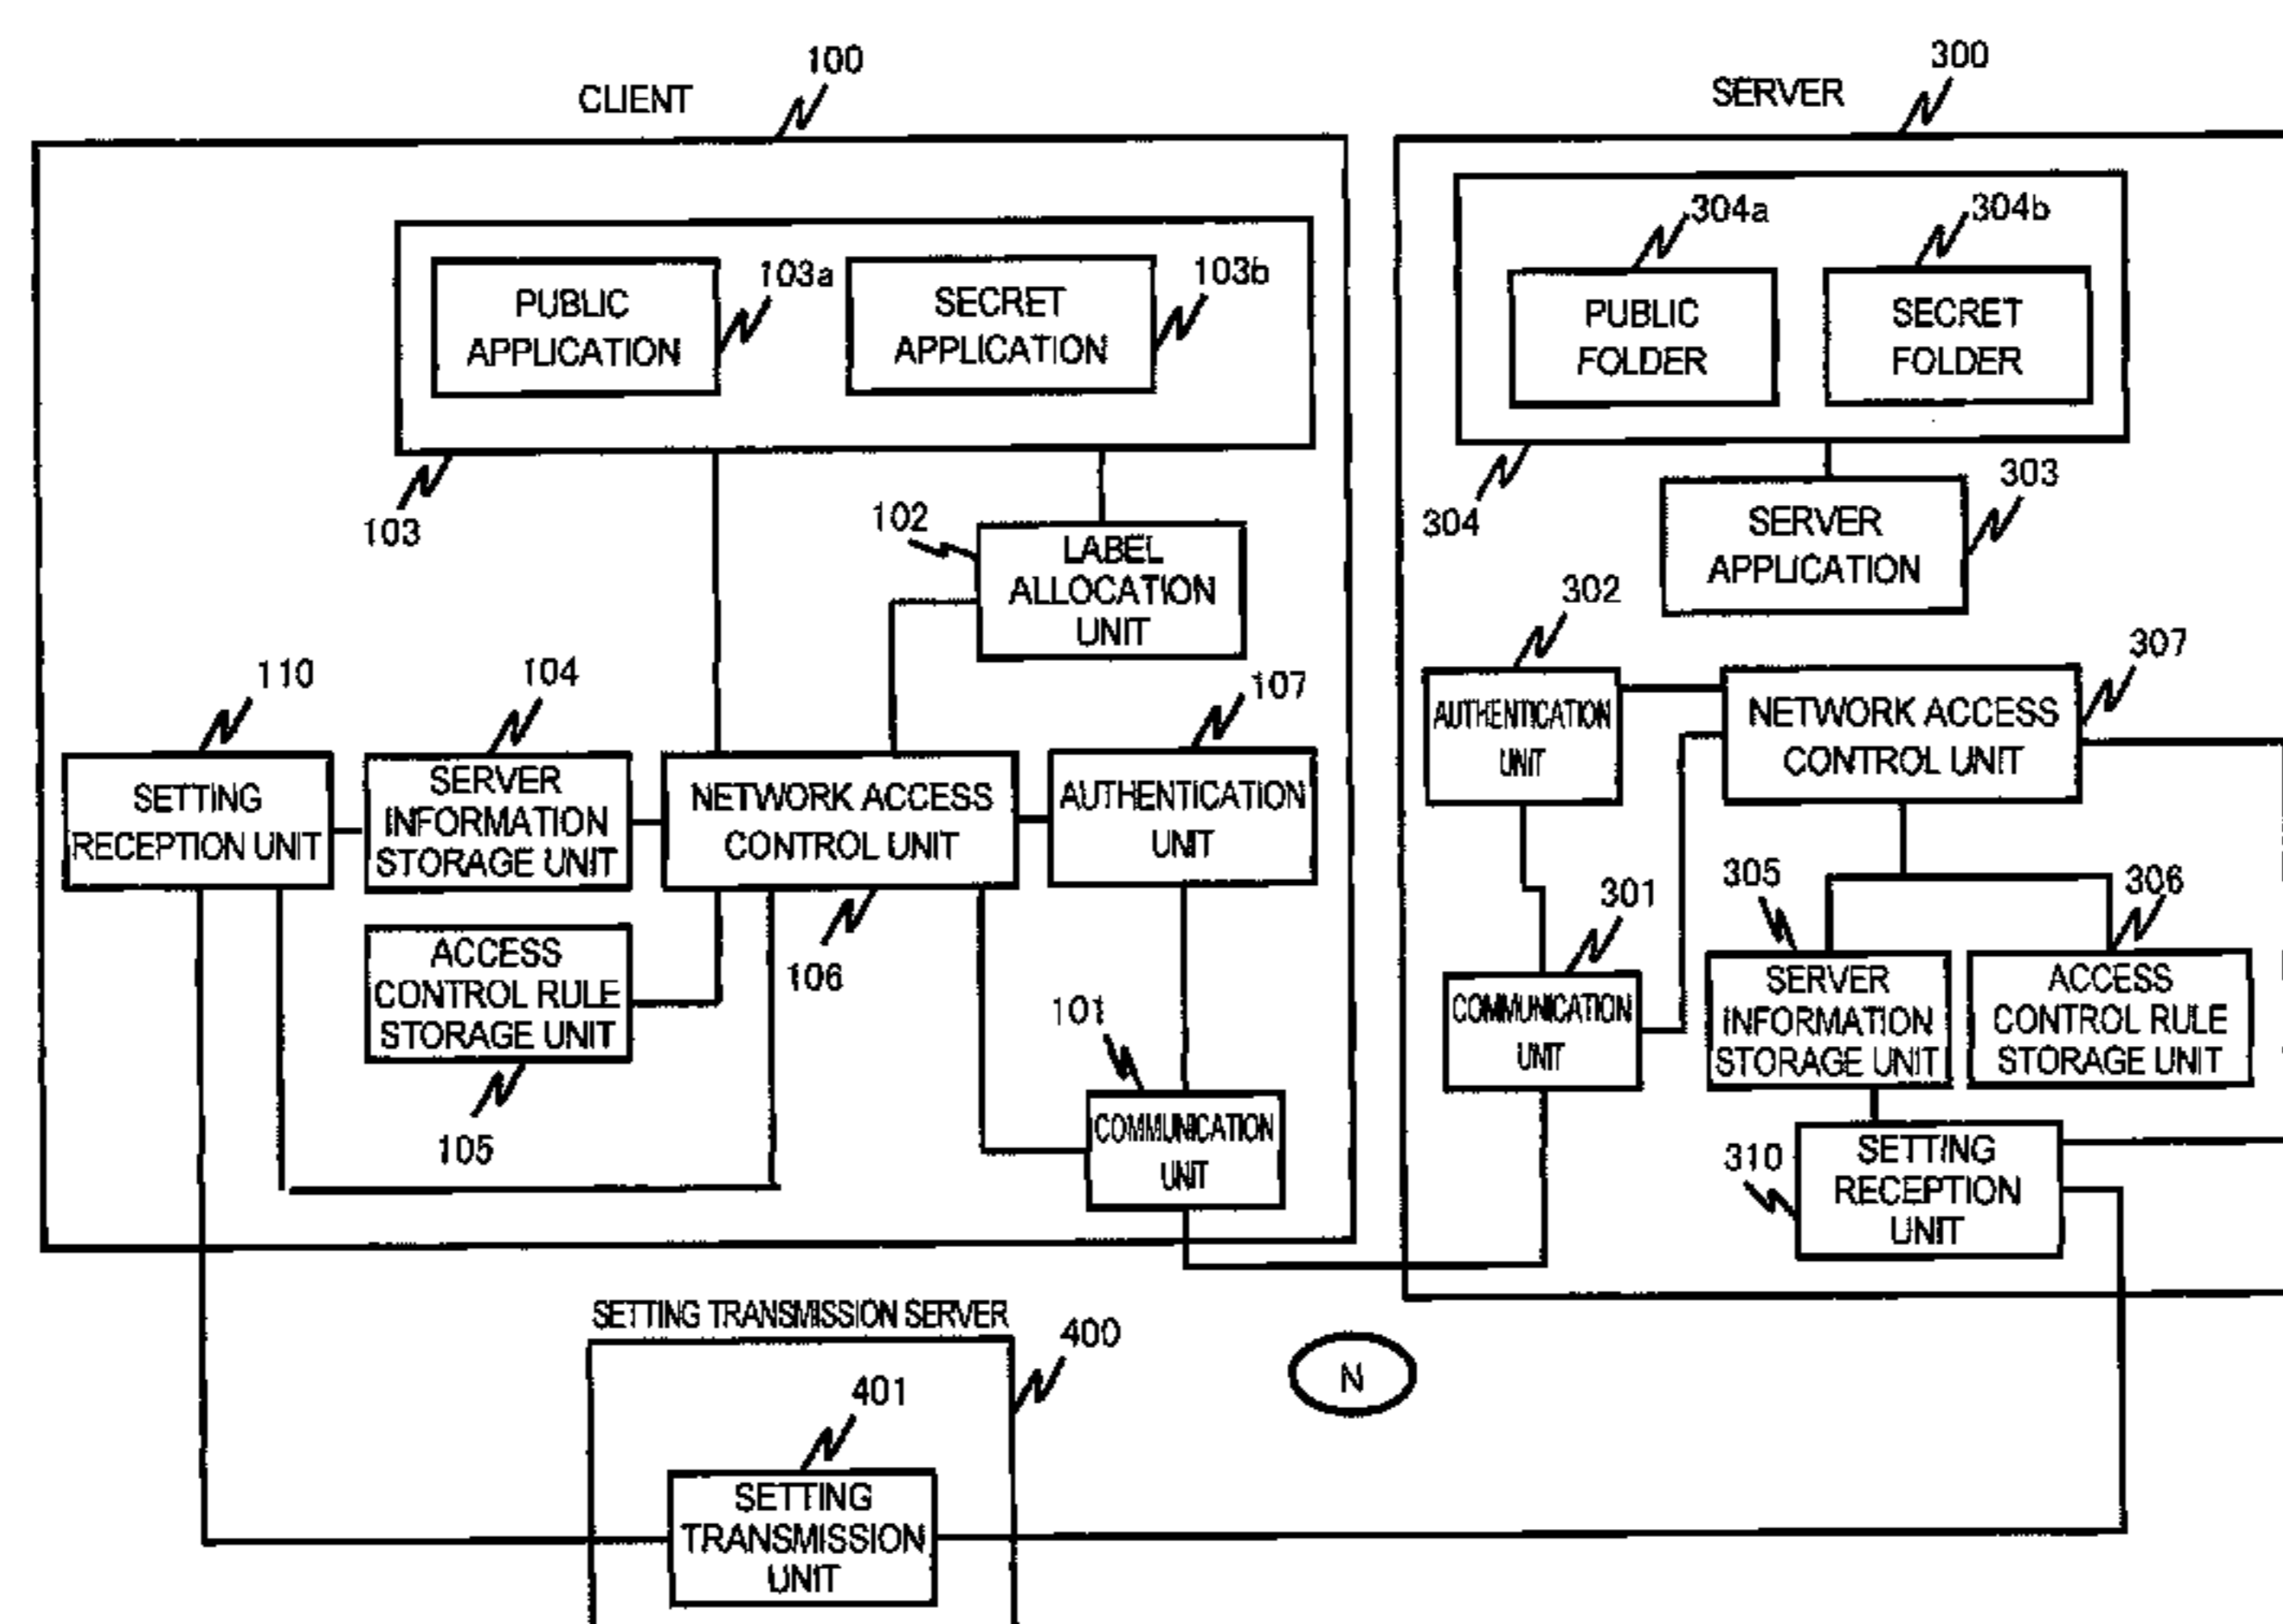 100
CLIENT
300
SERVER
PUBLIC
APPLICATION
103a
SECRET
APPLICATION
103b
103
102
LABEL
ALLOCATION
UNIT
110
104
107
SETTING
RECEPTION UNIT
SERVER
INFORMATION
STORAGE UNIT
NETWORK ACCESS
CONTROL UNIT
AUTHENTICATION
UNIT
106
ACCESS
CONTROL RULE
STORAGE UNIT
105
101
COMMUNICATION
UNIT
304a
304b
PUBLIC
FOLDER
SECRET
FOLDER
304
303
SERVER
APPLICATION
302
307
AUTHENTICATION
UNIT
NETWORK ACCESS
CONTROL UNIT
301
305
306
COMMUNICATION
UNIT
SERVER
INFORMATION
STORAGE UNIT
ACCESS
CONTROL RULE
STORAGE UNIT
310
SETTING
RECEPTION
UNIT
SETTING TRANSMISSION SERVER
400
N
401
SETTING
TRANSMISSION
UNIT